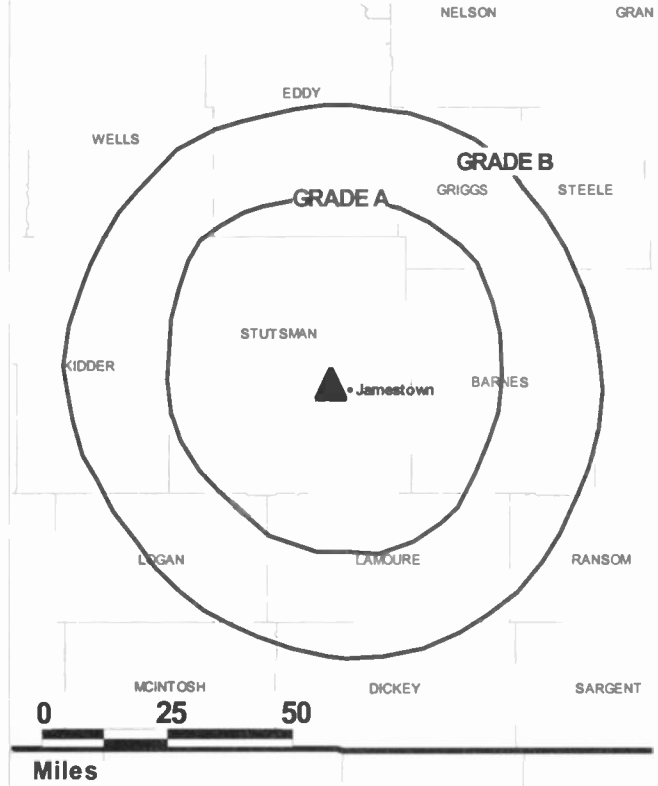 NELSON
GRAN
EDDY
WELLS
GRADE B
GRIGGS
STEELE
GRADE A
STUTSMAN
KIDDER
BARNES
Jamestown
LOGAN
LAMOURE
RANSOM
MCINTOSH
DICKEY
SARGENT
0 25 50
Miles